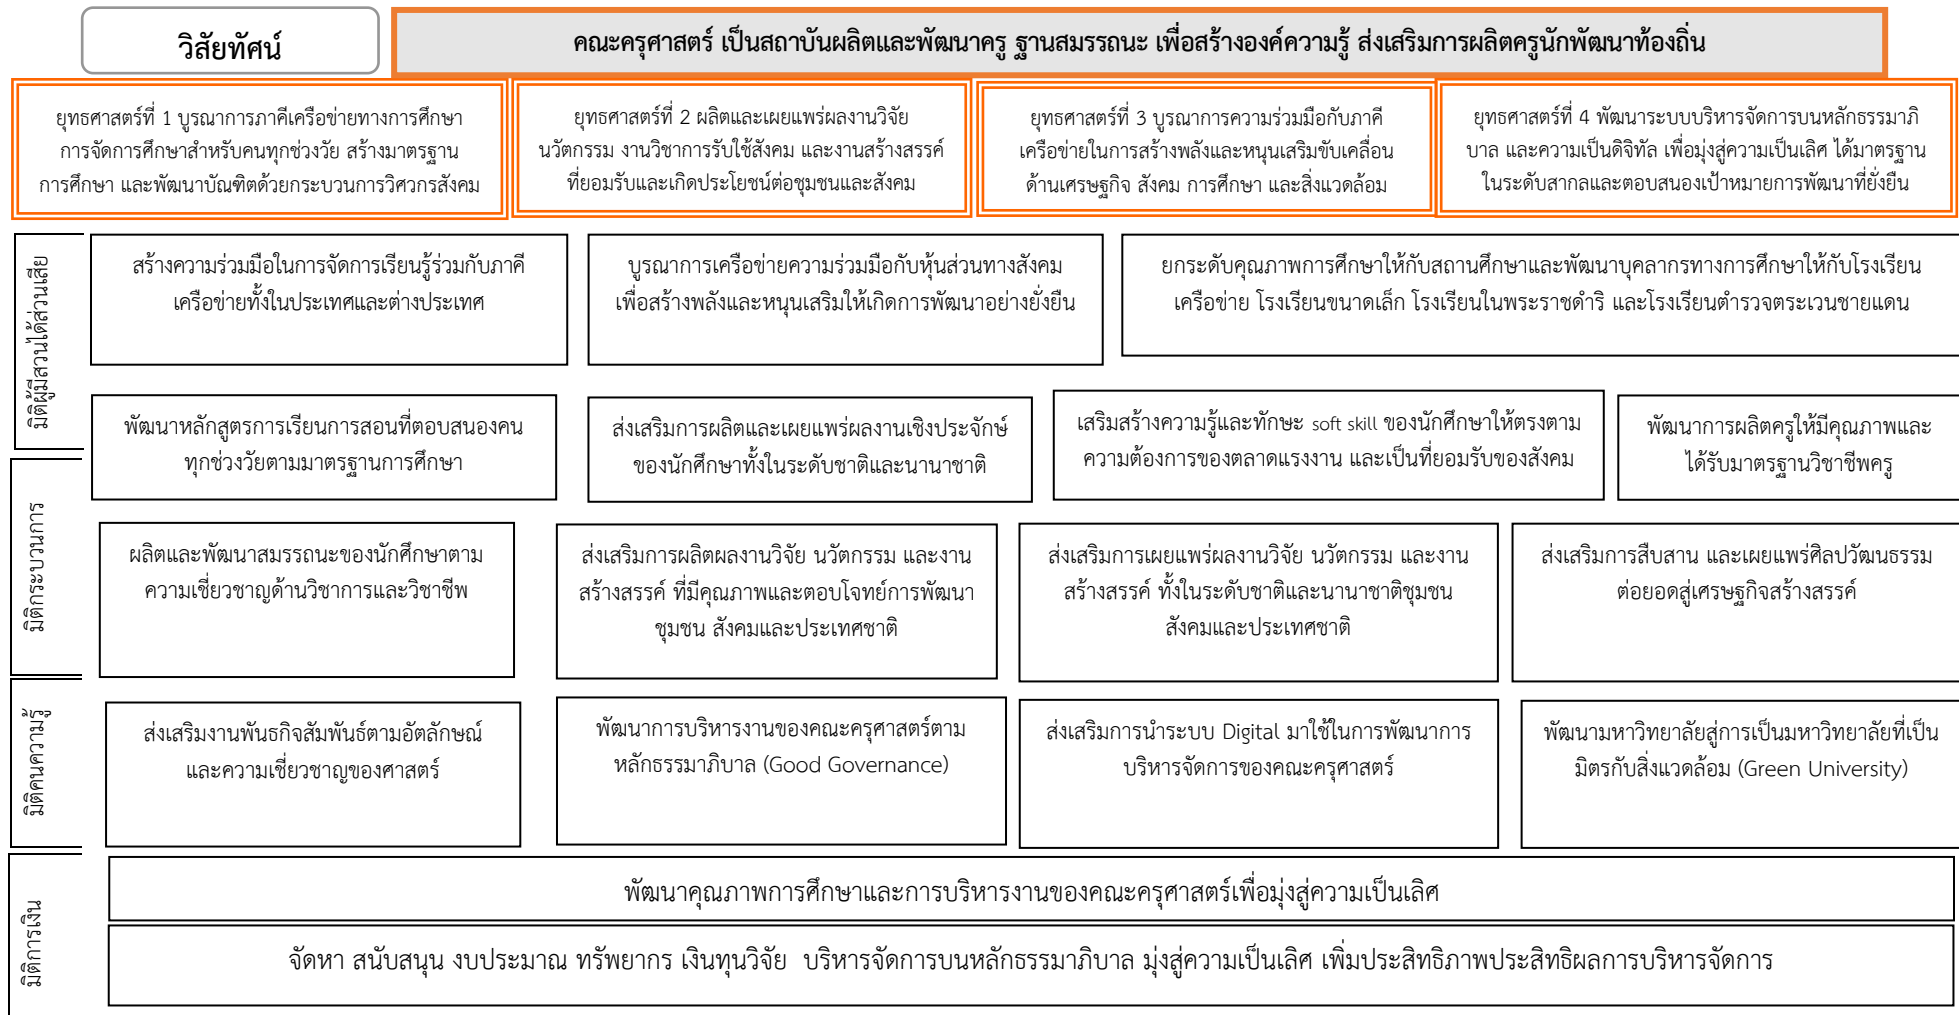 วิสัยทัศน์
คณะครุศาสตร์ เป็นสถาบันผลิตและพัฒนาครู ฐานสมรรถนะ เพื่อสร้างองค์ความรู้ ส่งเสริมการผลิตครูนักพัฒนาท้องถิ่น
ยุทธศาสตร์ที่ 1 บูรณาการภาคีเครือข่ายทางการศึกษา
การจัดการศึกษาสำหรับคนทุกช่วงวัย สร้างมาตรฐาน
การศึกษา และพัฒนาบัณฑิตด้วยกระบวนการวิศวกรสังคม
ยุทธศาสตร์ที่ 2 ผลิตและเผยแพร่ผลงานวิจัย
นวัตกรรม งานวิชาการรับใช้สังคม และงานสร้างสรรค์
ที่ยอมรับและเกิดประโยชน์ต่อชุมชนและสังคม
ยุทธศาสตร์ที่ 3 บูรณาการความร่วมมือกับภาคี
เครือข่ายในการสร้างพลังและหนุนเสริมขับเคลื่อน
ด้านเศรษฐกิจ สังคม การศึกษา และสิ่งแวดล้อม
ยุทธศาสตร์ที่ 4 พัฒนาระบบบริหารจัดการบนหลักธรรมาภิ
บาล และความเป็นดิจิทัล เพื่อมุ่งสู่ความเป็นเลิศ ได้มาตรฐาน
ในระดับสากลและตอบสนองเป้าหมายการพัฒนาที่ยั่งยืน
มิติผู้มีส่วนได้ส่วนเสีย
สร้างความร่วมมือในการจัดการเรียนรู้ร่วมกับภาคี
เครือข่ายทั้งในประเทศและต่างประเทศ
บูรณาการเครือข่ายความร่วมมือกับหุ้นส่วนทางสังคม
เพื่อสร้างพลังและหนุนเสริมให้เกิดการพัฒนาอย่างยั่งยืน
ยกระดับคุณภาพการศึกษาให้กับสถานศึกษาและพัฒนาบุคลากรทางการศึกษาให้กับโรงเรียน
เครือข่าย โรงเรียนขนาดเล็ก โรงเรียนในพระราชดำริ และโรงเรียนตำรวจตระเวนชายแดน
พัฒนาหลักสูตรการเรียนการสอนที่ตอบสนองคน
ทุกช่วงวัยตามมาตรฐานการศึกษา
ส่งเสริมการผลิตและเผยแพร่ผลงานเชิงประจักษ์
ของนักศึกษาทั้งในระดับชาติและนานาชาติ
เสริมสร้างความรู้และทักษะ soft skill ของนักศึกษาให้ตรงตาม
ความต้องการของตลาดแรงงาน และเป็นที่ยอมรับของสังคม
พัฒนาการผลิตครูให้มีคุณภาพและ
ได้รับมาตรฐานวิชาชีพครู
มิติกระบวนการ
ผลิตและพัฒนาสมรรถนะของนักศึกษาตาม
ความเชี่ยวชาญด้านวิชาการและวิชาชีพ
ส่งเสริมการผลิตผลงานวิจัย นวัตกรรม และงาน
สร้างสรรค์ ที่มีคุณภาพและตอบโจทย์การพัฒนา
ชุมชน สังคมและประเทศชาติ
ส่งเสริมการเผยแพร่ผลงานวิจัย นวัตกรรม และงาน
สร้างสรรค์ ทั้งในระดับชาติและนานาชาติชุมชน
สังคมและประเทศชาติ
ส่งเสริมการสืบสาน และเผยแพร่ศิลปวัฒนธรรม
ต่อยอดสู่เศรษฐกิจสร้างสรรค์
มิติคนความรู้
ส่งเสริมงานพันธกิจสัมพันธ์ตามอัตลักษณ์
และความเชี่ยวชาญของศาสตร์
พัฒนาการบริหารงานของคณะครุศาสตร์ตาม
หลักธรรมาภิบาล (Good Governance)
ส่งเสริมการนำระบบ Digital มาใช้ในการพัฒนาการ
บริหารจัดการของคณะครุศาสตร์
พัฒนามหาวิทยาลัยสู่การเป็นมหาวิทยาลัยที่เป็น
มิตรกับสิ่งแวดล้อม (Green University)
มิติการเงิน
พัฒนาคุณภาพการศึกษาและการบริหารงานของคณะครุศาสตร์เพื่อมุ่งสู่ความเป็นเลิศ
จัดหา สนับสนุน งบประมาณ ทรัพยากร เงินทุนวิจัย บริหารจัดการบนหลักธรรมาภิบาล มุ่งสู่ความเป็นเลิศ เพิ่มประสิทธิภาพประสิทธิผลการบริหารจัดการ